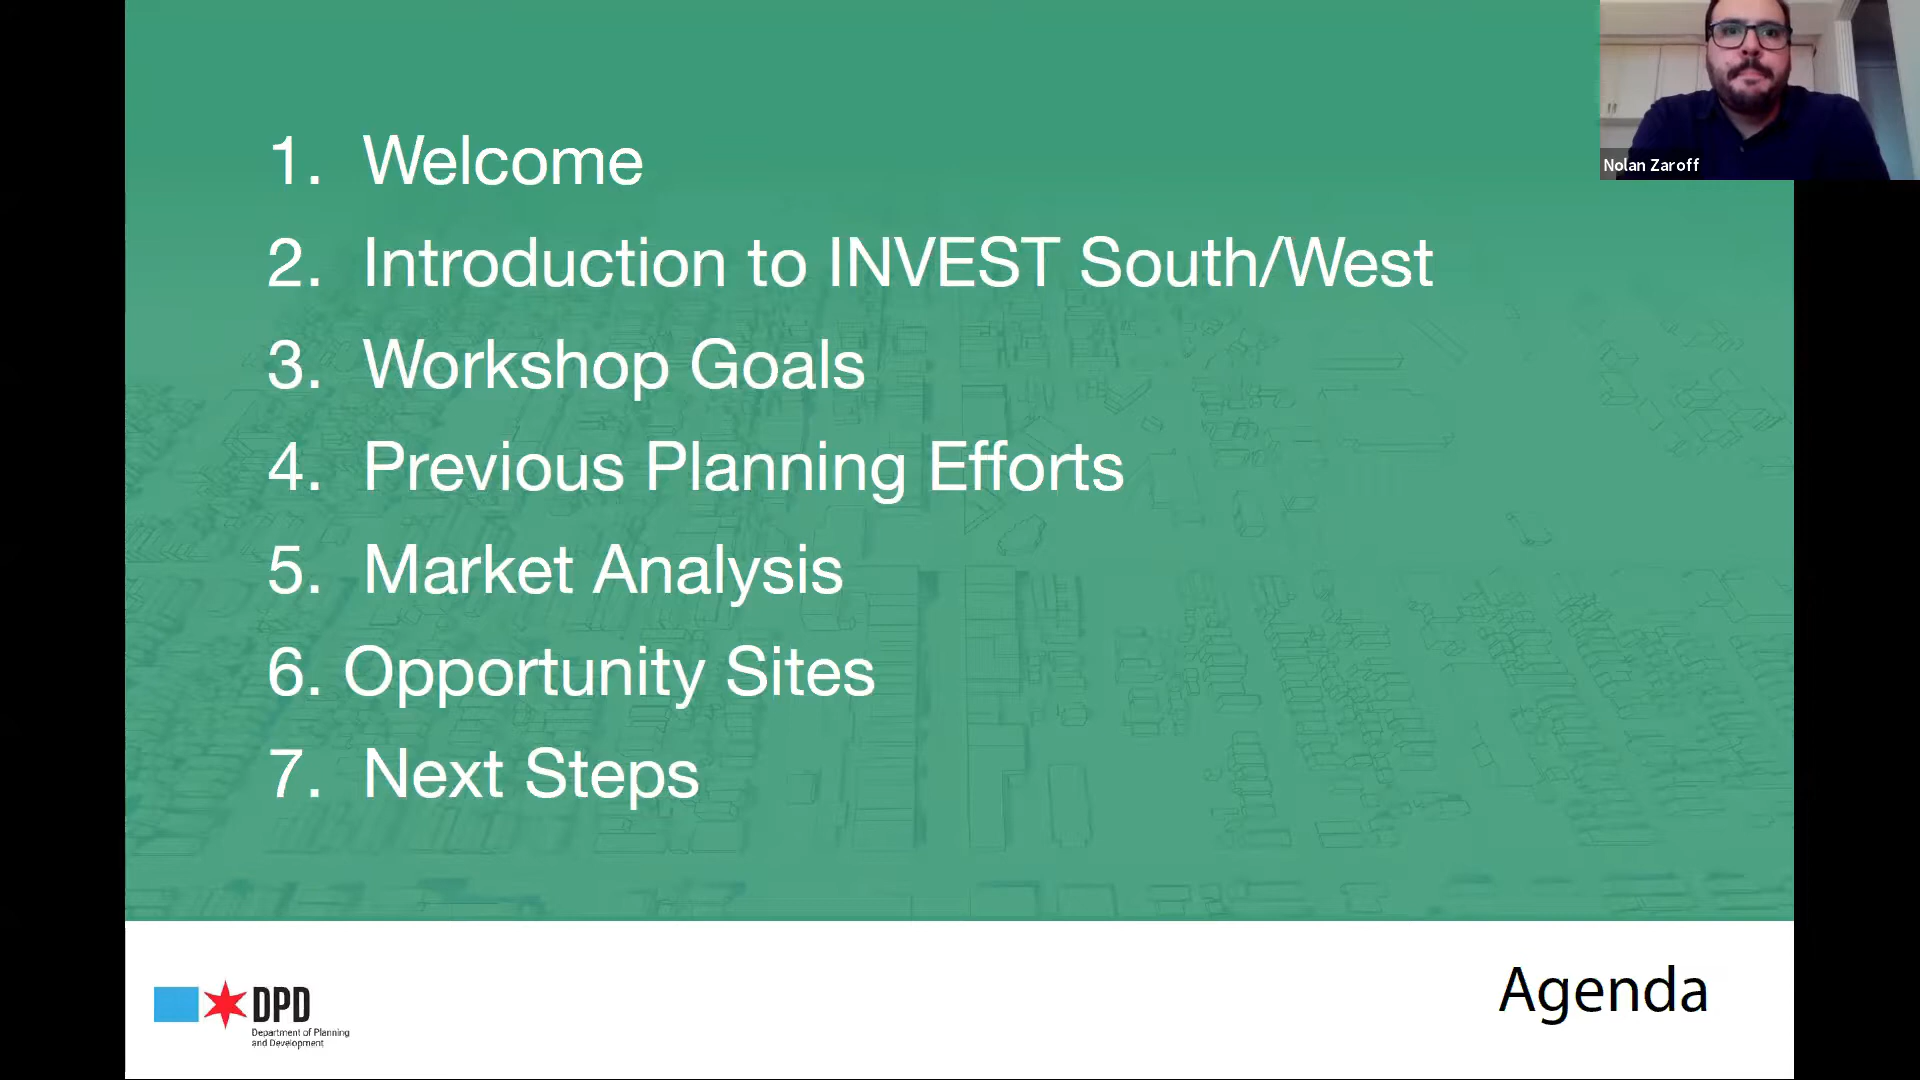 1. Welcome
2. Introduction to INVEST South/West
3. Workshop Goals
4. Previous Planning Efforts
5. Market Analysis
6. Opportunity Sites
7. Next Steps
Nolan Zaroff
Agenda
DPD
Department of Planning
and Development